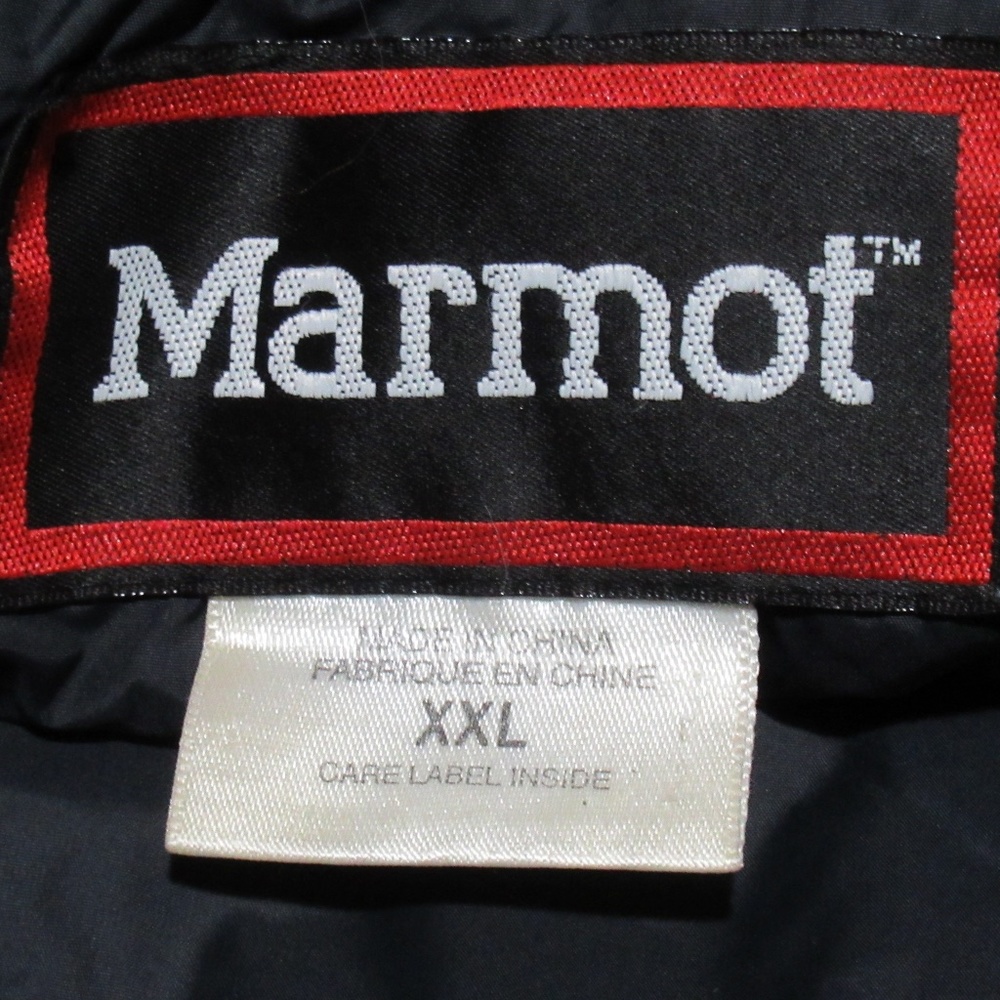 Marmot™
MADE IN CHINA
FABRIQUE EN CHINE
XXL
CARE LABEL INSIDE